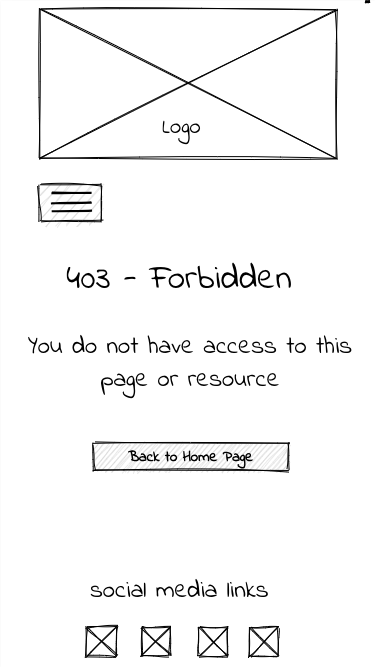 Logo
403 - Forbidden
You do not have access to this
page or resource
Back to Home Page
social media links